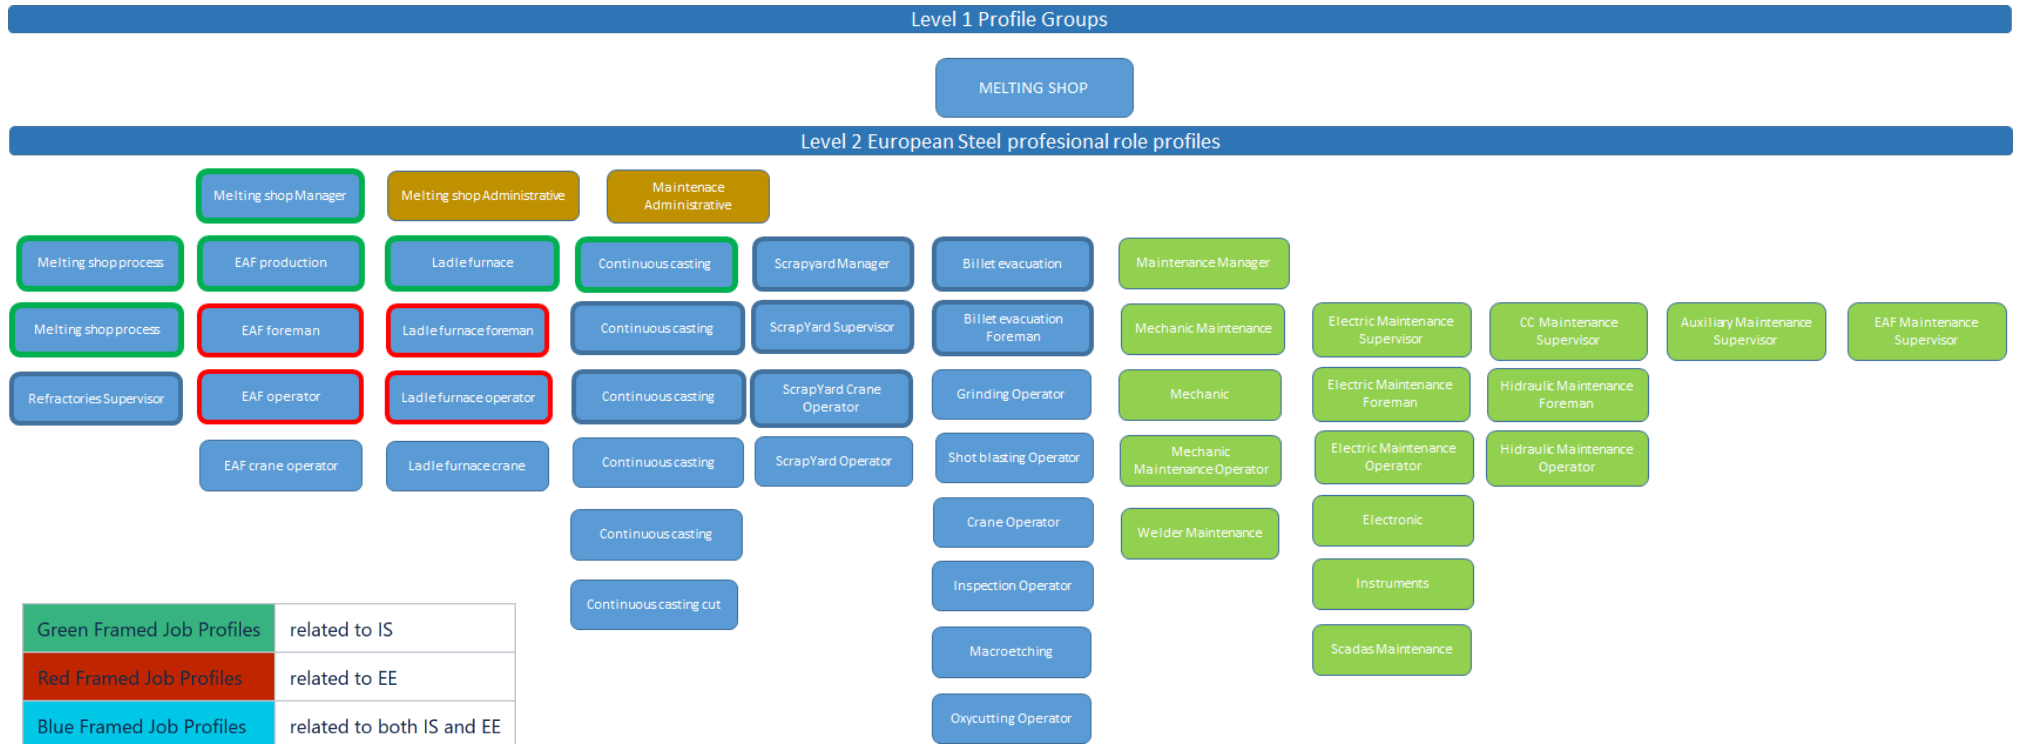 Level 1 Profile Groups
MELTING SHOP
Level 2 European Steel profesional role profiles
Melting shop Manager
Melting shop Administrative
Maintenace
Administrative
Melting shop process
EAF production
Ladle furnace
Continuous casting
Scrapyard Manager
Billet evacuation
Maintenance Manager
Melting shop process
EAF foreman
Ladle furnace foreman
Continuous casting
ScrapYard Supervisor
Billet evacuation
Foreman
Mechanic Maintenance
Electric Maintenance
Supervisor
CC Maintenance
Supervisor
Auxiliary Maintenance
Supervisor
EAF Maintenance
Supervisor
Refractories Supervisor
EAF operator
Ladle furnace operator
Continuous casting
ScrapYard Crane
Operator
Grinding Operator
Mechanic
Electric Maintenance
Foreman
Hidraulic Maintenance
Foreman
EAF crane operator
Ladle furnace crane
Continuous casting
ScrapYard Operator
Shot blasting Operator
Mechanic
Maintenance Operator
Electric Maintenance
Operator
Hidraulic Maintenance
Operator
Continuous casting
Crane Operator
Welder Maintenance
Electronic
Continuous casting cut
Inspection Operator
Instruments
Macroetching
Scadas Maintenance
Oxycutting Operator
Green Framed Job Profiles related to IS
Red Framed Job Profiles related to EE
Blue Framed Job Profiles related to both IS and EE